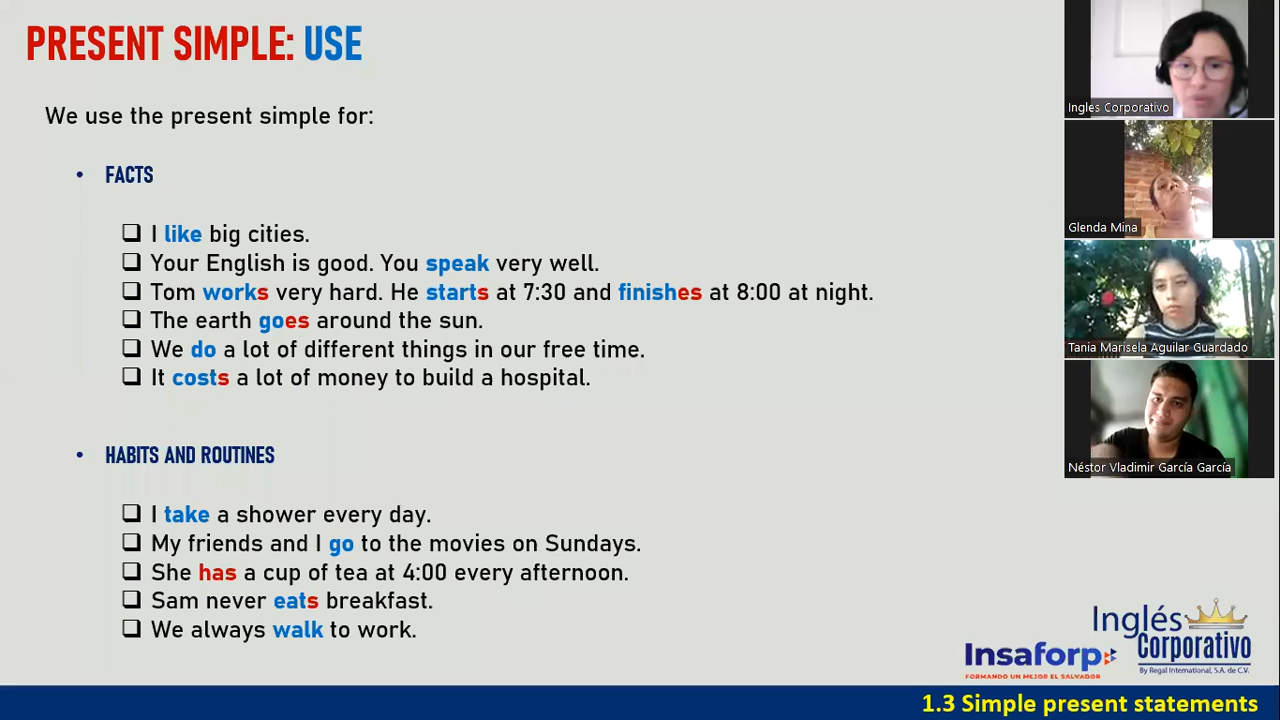 PRESENT SIMPLE: USE
We use the present simple for:
• FACTS
❑ I like big cities.
❑ Your English is good. You speak very well.
❑ Tom works very hard. He starts at 7:30 and finishes at 8:00 at night.
❑ The earth goes around the sun.
❑ We do a lot of different things in our free time.
❑ It costs a lot of money to build a hospital.
• HABITS AND ROUTINES
❑ I take a shower every day.
❑ My friends and I go to the movies on Sundays.
❑ She has a cup of tea at 4:00 every afternoon.
❑ Sam never eats breakfast.
❑ We always walk to work.
Ingles Corporativo
Glenda Mina
Tania Marisela Aguilar Guardado
Néstor Vladimir García García
Insaforp
FORMANDO UN MEJOR EL SALVADOR
Inglés
Corporativo
By Regal International, S.A. de C.V.
1.3 Simple present statements